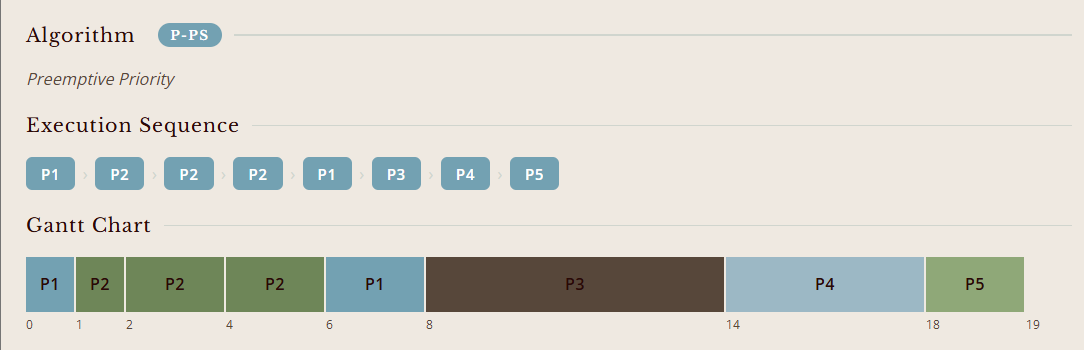 Algorithm P-PS
Preemptive Priority
Execution Sequence
P1 › P2 › P2 › P2 › P1 › P3 › P4 › P5
Gantt Chart
P1 P2 P2 P2 P1 P3 P4 P5
0 1 2 4 6 8 14 18 19